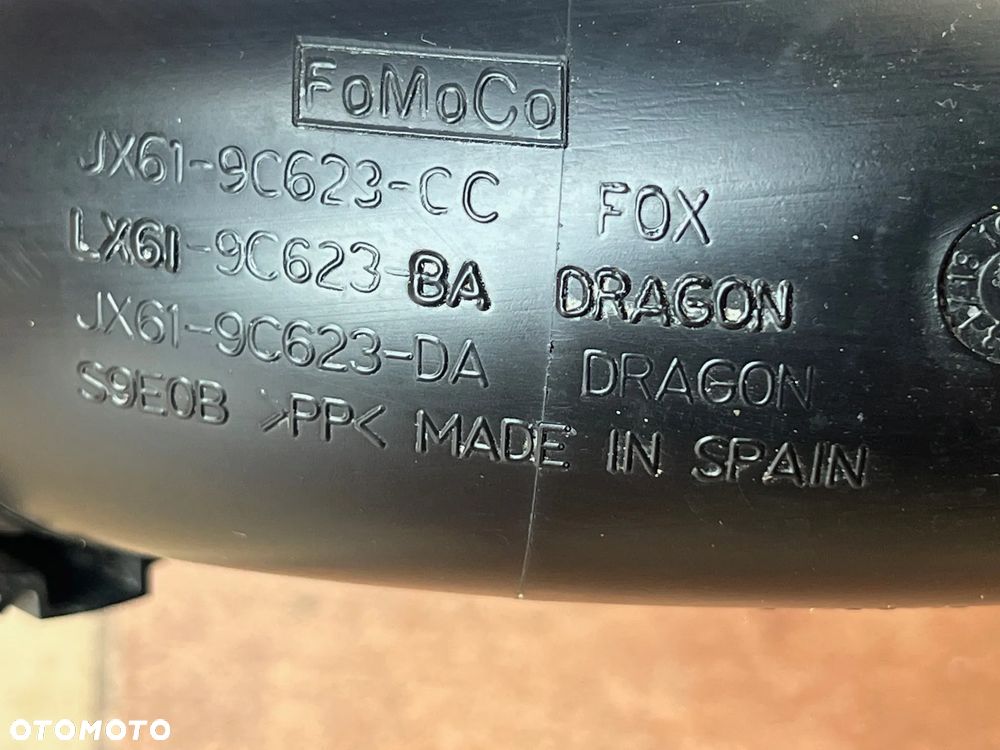 FoMoCo
JX61-9C623-CC FOX
LX61-9C623-BA DRAGON
JX61-9C623-DA DRAGON
S9E0B >PP< MADE IN SPAIN
OTOMOTO